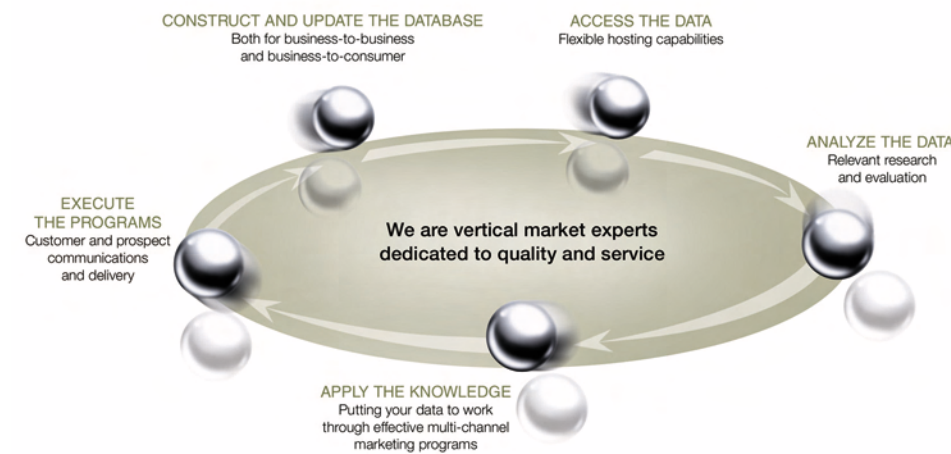 CONSTRUCT AND UPDATE THE DATABASE
Both for business-to-business
and business-to-consumer
ACCESS THE DATA
Flexible hosting capabilities
ANALYZE THE DATA
Relevant research
and evaluation
EXECUTE
THE PROGRAMS
Customer and prospect
communications
and delivery
We are vertical market experts
dedicated to quality and service
APPLY THE KNOWLEDGE
Putting your data to work
through effective multi-channel
marketing programs